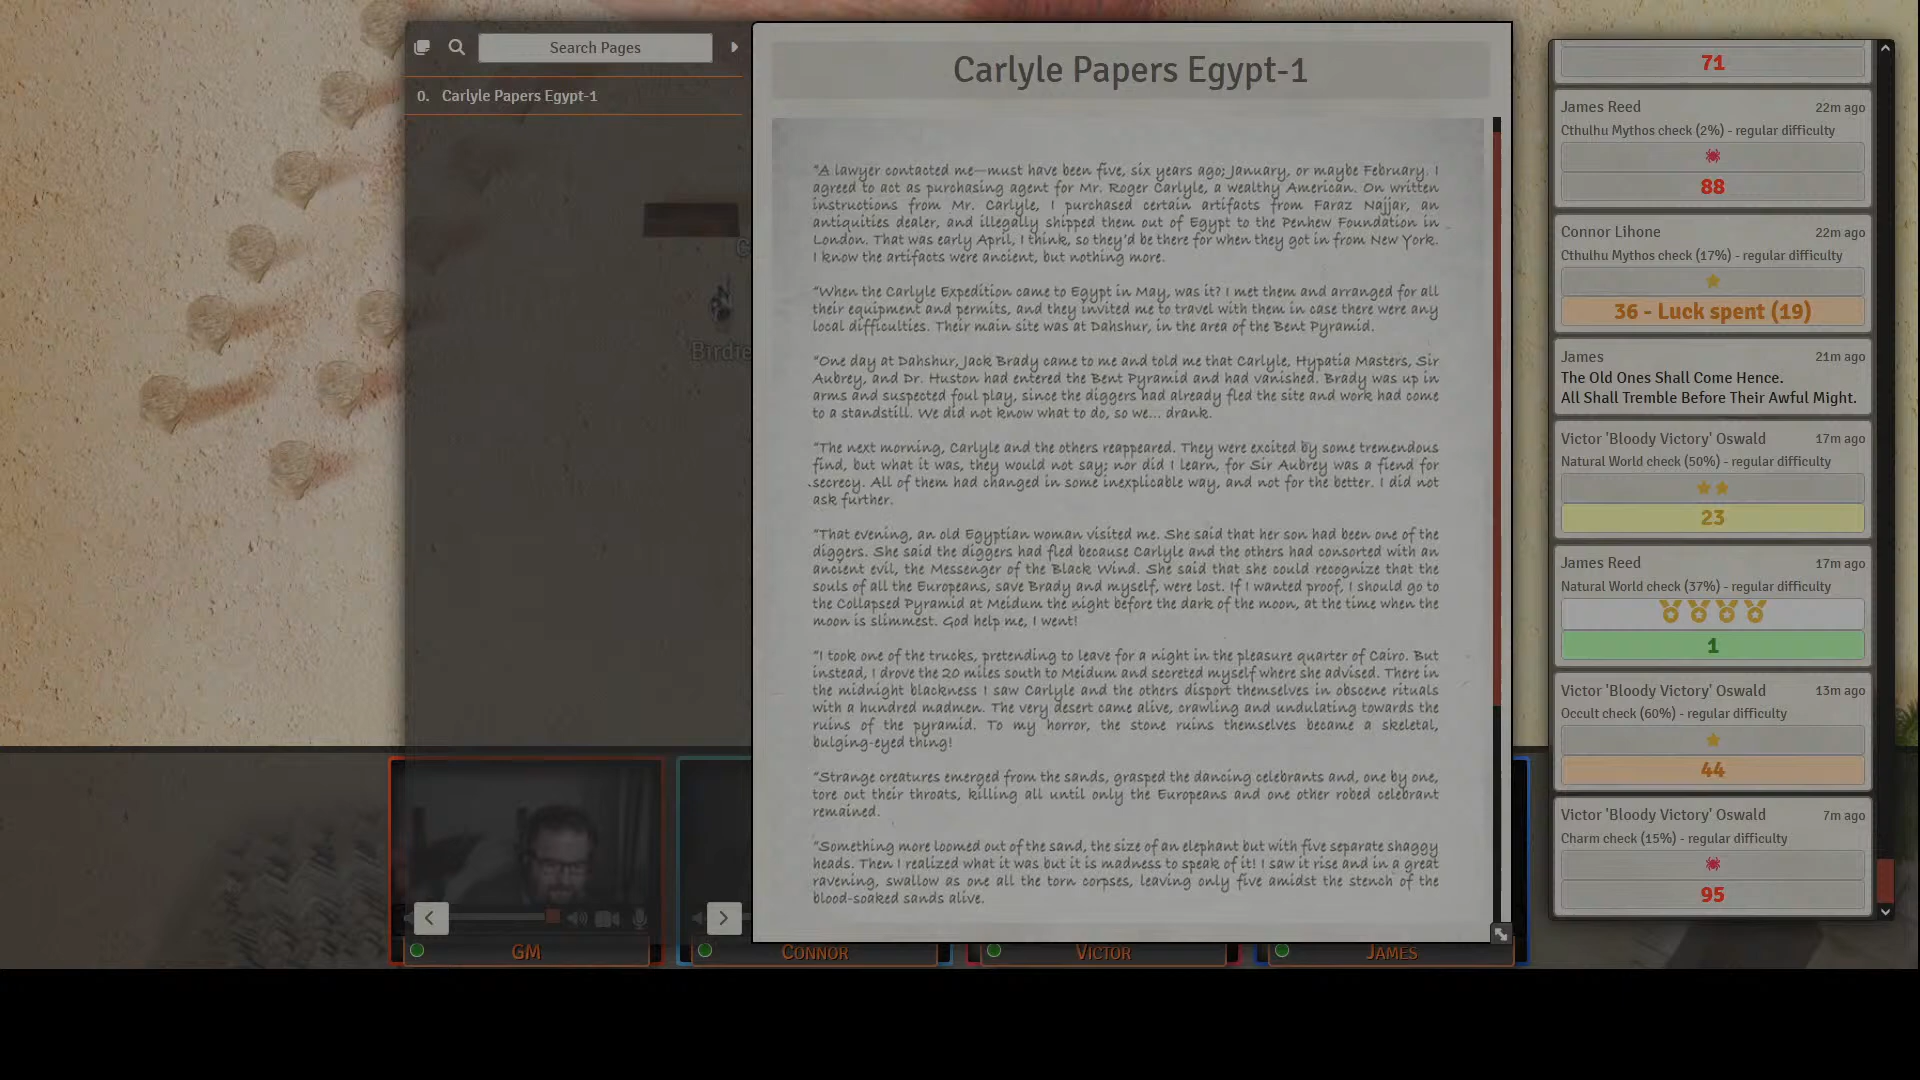 Search Pages
0. Carlyle Papers Egypt-1
Birdie
Carlyle Papers Egypt-1
"A lawyer contacted me—must have been five, six years ago; January, or maybe February. I
agreed to act as purchasing agent for Mr. Roger Carlyle, a wealthy American. On written
instructions from Mr. Carlyle, I purchased certain artifacts from Faraz Najjar, an
antiquities dealer, and illegally shipped them out of Egypt to the Penhew Foundation in
London. That was early April, I think, so they'd be there for when they got in from New York.
I know the artifacts were ancient, but nothing more.
"When the Carlyle Expedition came to Egypt in May, was it? I met them and arranged for all
their equipment and permits, and they invited me to travel with them in case there were any
local difficulties. Their main site was at Dahshur, in the area of the Bent Pyramid.
"One day at Dahshur, Jack Brady came to me and told me that Carlyle, Hypatia Masters, Sir
Aubrey, and Dr. Huston had entered the Bent Pyramid and had vanished. Brady was up in
arms and suspected foul play, since the diggers had already fled the site and work had come
to a standstill. We did not know what to do, so we... drank.
"The next morning, Carlyle and the others reappeared. They were excited by some tremendous
find, but what it was, they would not say; nor did I learn, for Sir Aubrey was a fiend for
secrecy. All of them had changed in some inexplicable way, and not for the better. I did not
ask further.
"That evening, an old Egyptian woman visited me. She said that her son had been one of the
diggers. She said the diggers had fled because Carlyle and the others had consorted with an
ancient evil, the Messenger of the Black Wind. She said that she could recognize that the
souls of all the Europeans, save Brady and myself, were lost. If I wanted proof, I should go to
the Collapsed Pyramid at Meidum the night before the dark of the moon, at the time when the
moon is slimmest. God help me, I went!
"I took one of the trucks, pretending to leave for a night in the pleasure quarter of Cairo. But
instead, I drove the 20 miles south to Meidum and secreted myself where she advised. There in
the midnight blackness I saw Carlyle and the others disport themselves in obscene rituals
with a hundred madmen. The very desert came alive, crawling and undulating towards the
ruins of the pyramid. To my horror, the stone ruins themselves became a skeletal,
bulging-eyed thing!
"Strange creatures emerged from the sands, grasped the dancing celebrants and, one by one,
tore out their throats, killing all until only the Europeans and one other robed celebrant
remained.
"Something more loomed out of the sand, the size of an elephant but with five separate shaggy
heads. Then I realized what it was but it is madness to speak of it! I saw it rise and in a great
ravening, swallow as one all the torn corpses, leaving only five amidst the stench of the
blood-soaked sands alive.
71
James Reed 22m ago
Cthulhu Mythos check (2%) - regular difficulty
88
Connor Lihone 22m ago
Cthulhu Mythos check (17%) - regular difficulty
36 - Luck spent (19)
James 21m ago
The Old Ones Shall Come Hence.
All Shall Tremble Before Their Awful Might.
Victor 'Bloody Victory' Oswald 17m ago
Natural World check (50%) - regular difficulty
23
James Reed 17m ago
Natural World check (37%) - regular difficulty
1
Victor 'Bloody Victory' Oswald 13m ago
Occult check (60%) - regular difficulty
44
Victor 'Bloody Victory' Oswald 7m ago
Charm check (15%) - regular difficulty
95
GM
Connor
Victor
James